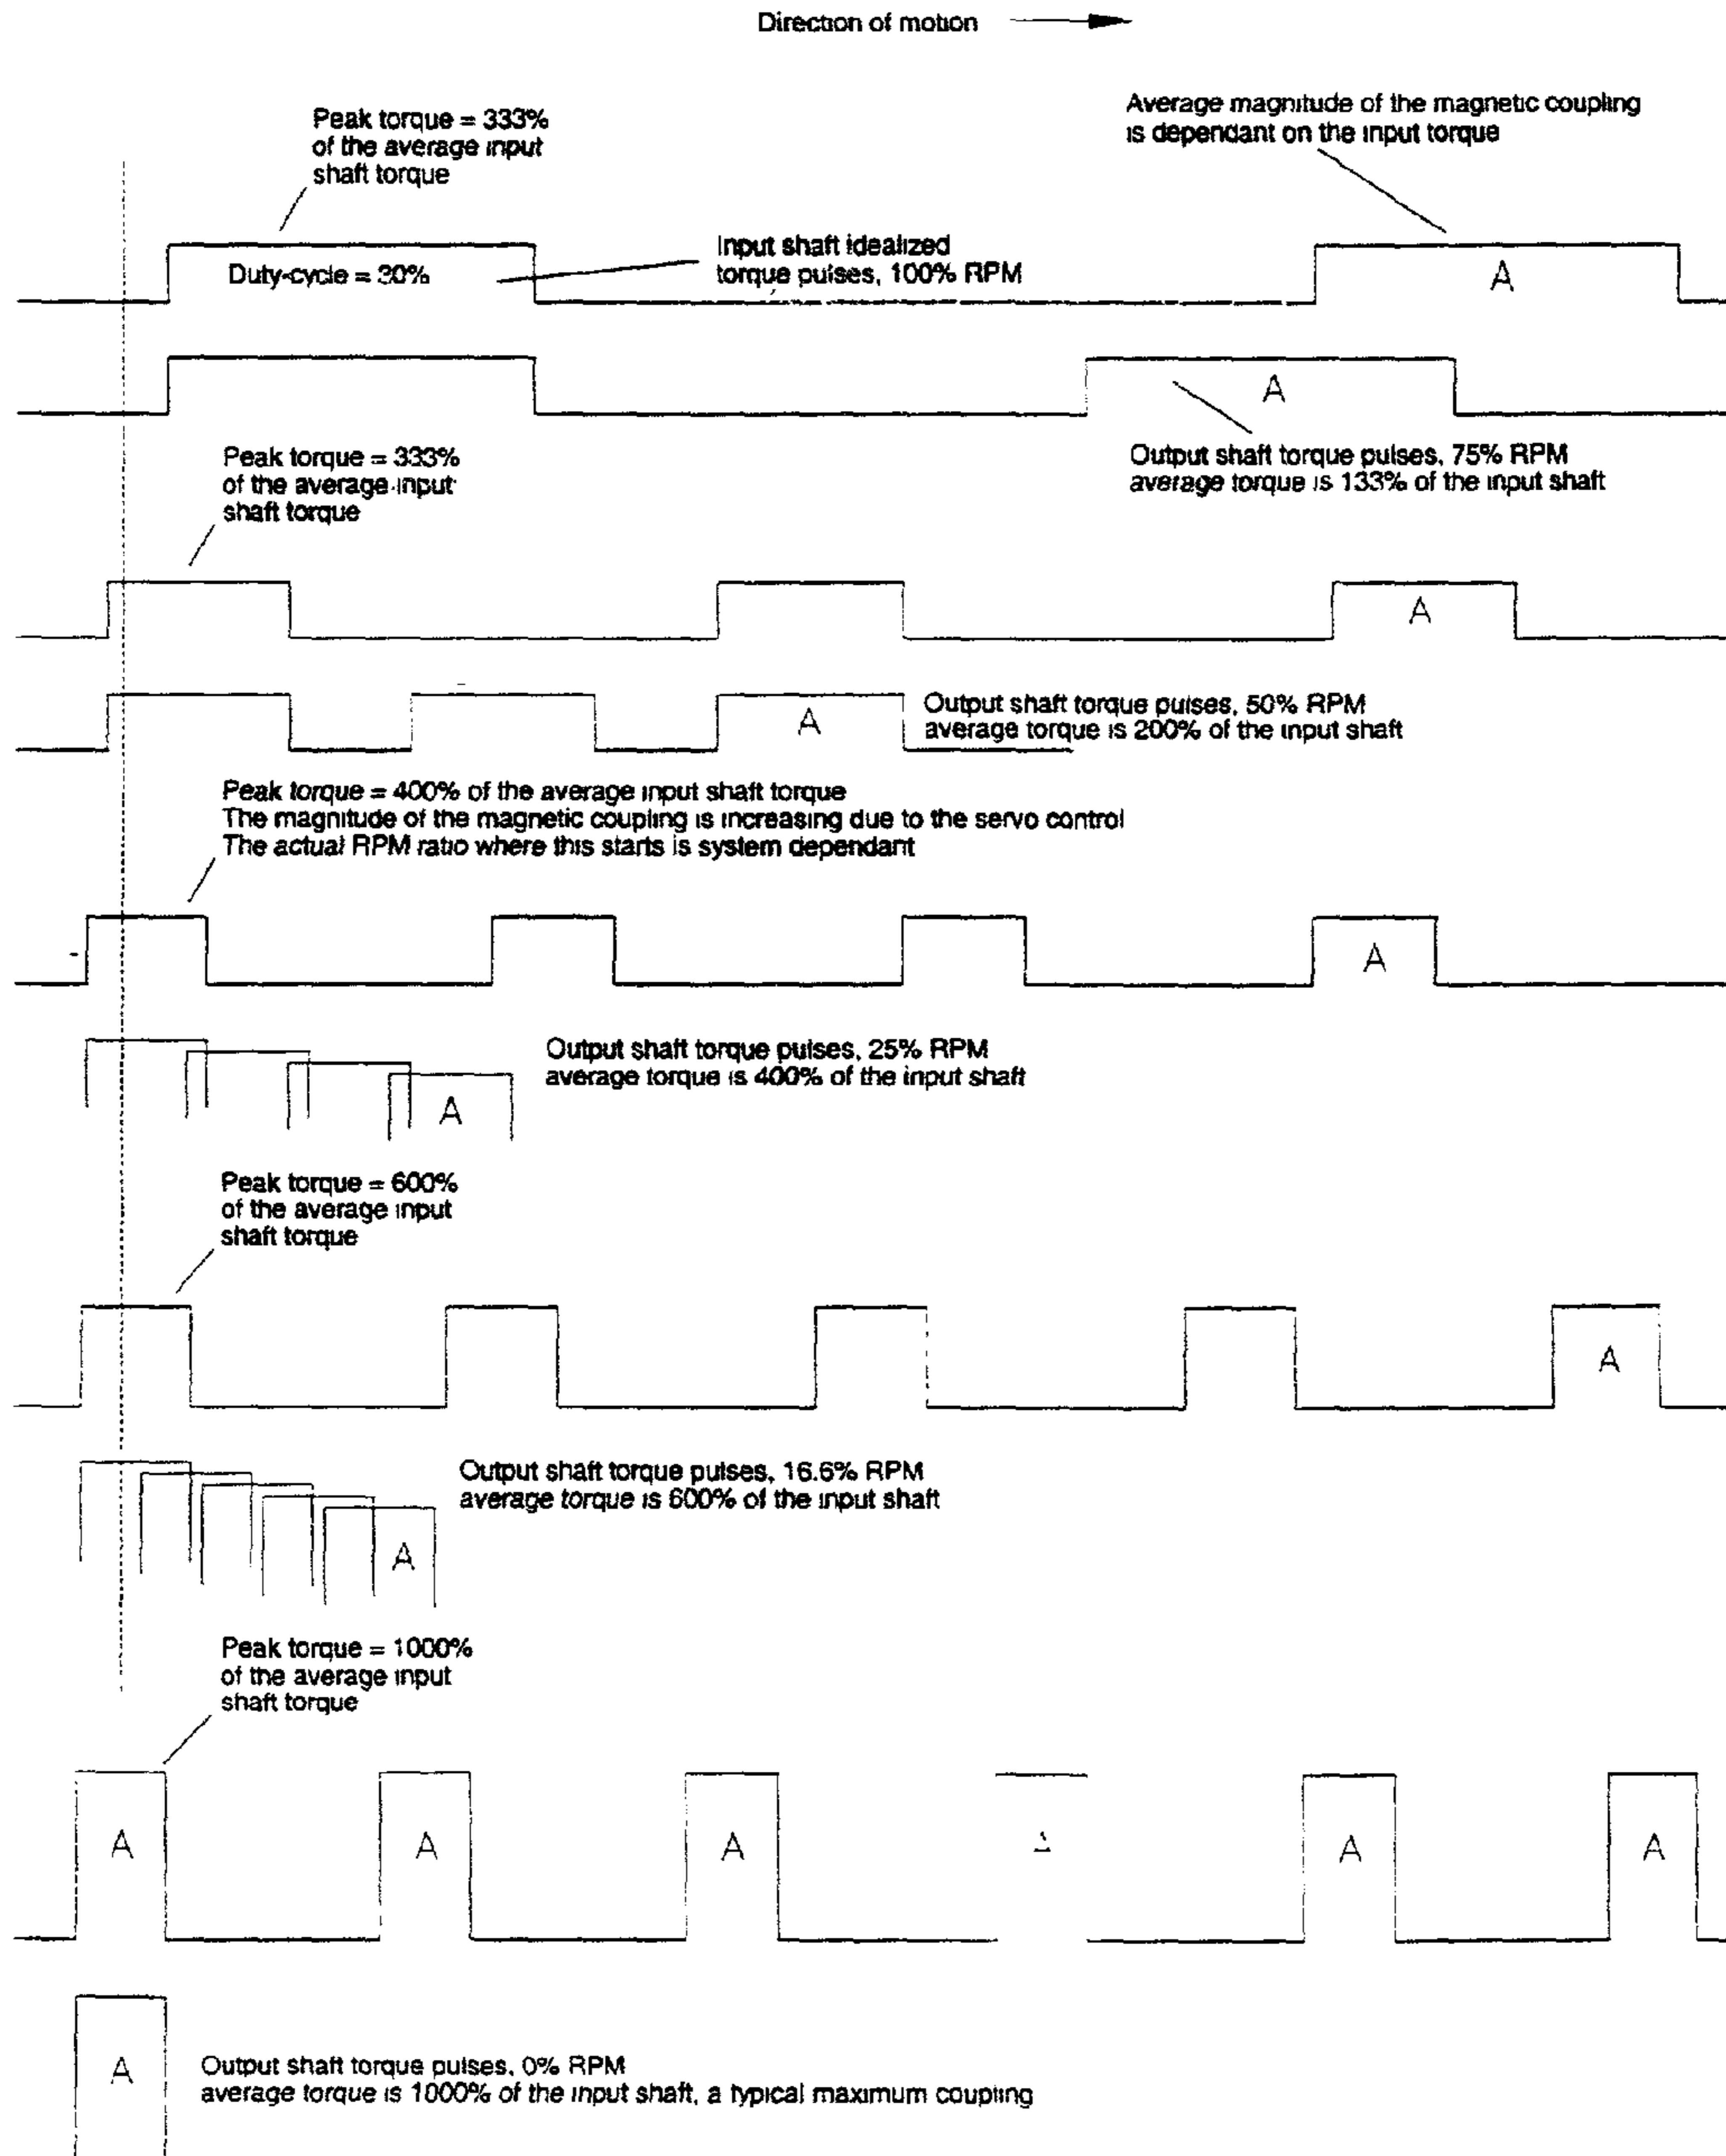 Direction of motion
Peak torque = 333%
of the average input
shaft torque
Average magnitude of the magnetic coupling
is dependant on the input torque
Duty-cycle = 30%
Input shaft idealized
torque pulses, 100% RPM
A
A
Output shaft torque pulses, 75% RPM
average torque is 133% of the input shaft
Peak torque = 333%
of the average input
shaft torque
A
A
Output shaft torque pulses, 50% RPM
average torque is 200% of the input shaft
Peak torque = 400% of the average input shaft torque
The magnitude of the magnetic coupling is increasing due to the servo control
The actual RPM ratio where this starts is system dependant
A
Output shaft torque pulses, 25% RPM
average torque is 400% of the input shaft
A
Peak torque = 600%
of the average input
shaft torque
A
Output shaft torque pulses, 16.6% RPM
average torque is 600% of the input shaft
A
Peak torque = 1000%
of the average input
shaft torque
A A A A A A
A
Output shaft torque pulses, 0% RPM
average torque is 1000% of the input shaft, a typical maximum coupling